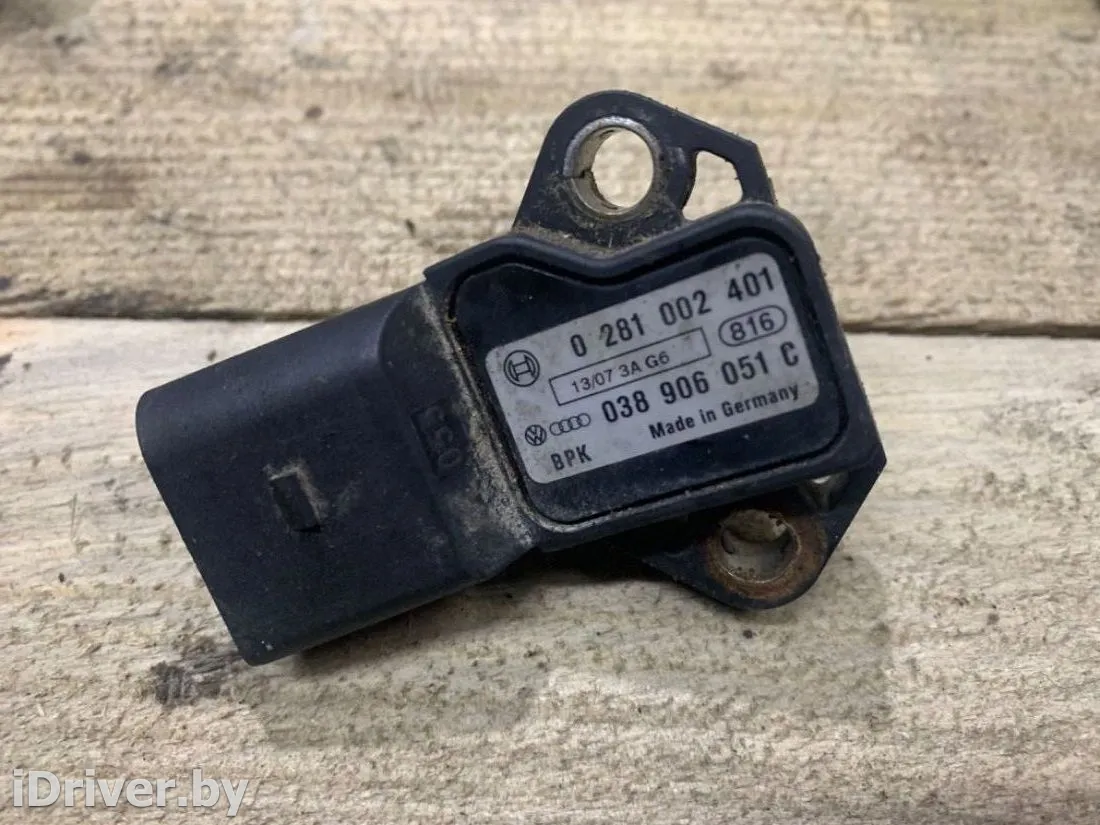 0 281 002 401
13/07 3A G6
816
038 906 051 C
BPK
Made in Germany
iDriver.by